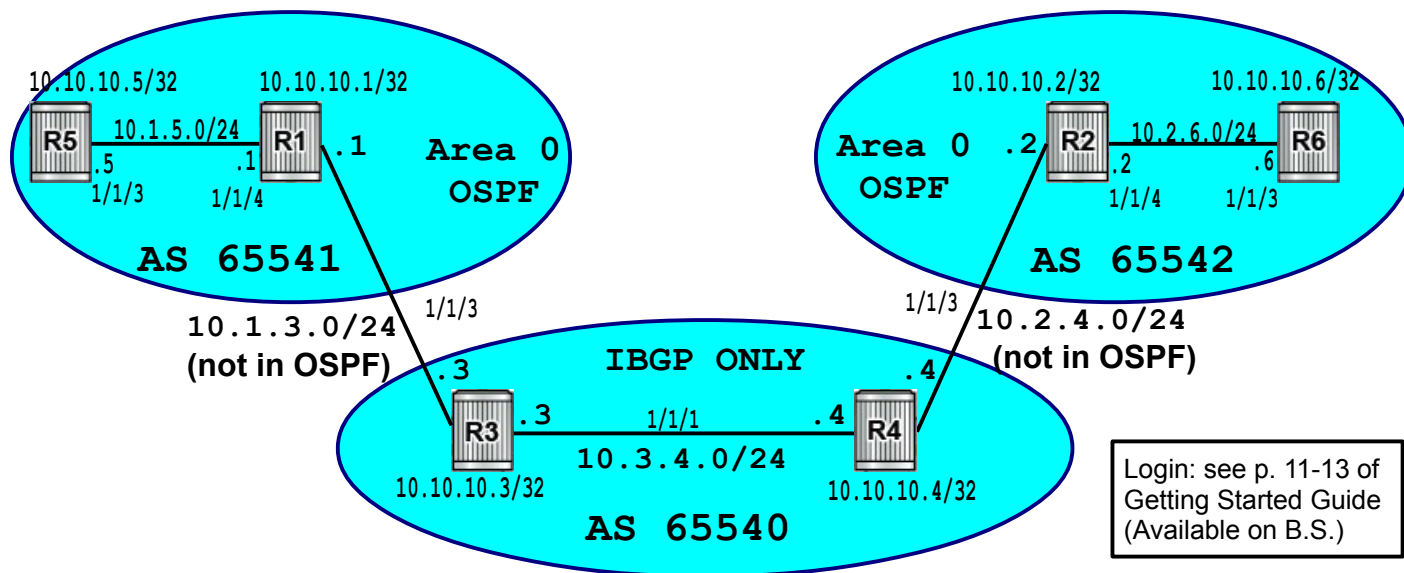 10.10.10.5/32
10.10.10.1/32
R5
10.1.5.0/24
R1
.1
.5
.1
1/1/3
1/1/4
Area 0
OSPF
AS 65541
10.10.10.2/32
10.10.10.6/32
Area 0
OSPF
.2
R2
10.2.6.0/24
R6
.2
.6
1/1/4
1/1/3
AS 65542
1/1/3
10.1.3.0/24
(not in OSPF)
1/1/3
10.2.4.0/24
(not in OSPF)
IBGP ONLY
.3
.4
R3
.3
1/1/1
.4
R4
10.3.4.0/24
10.10.10.3/32
10.10.10.4/32
AS 65540
Login: see p. 11-13 of
Getting Started Guide
(Available on B.S.)